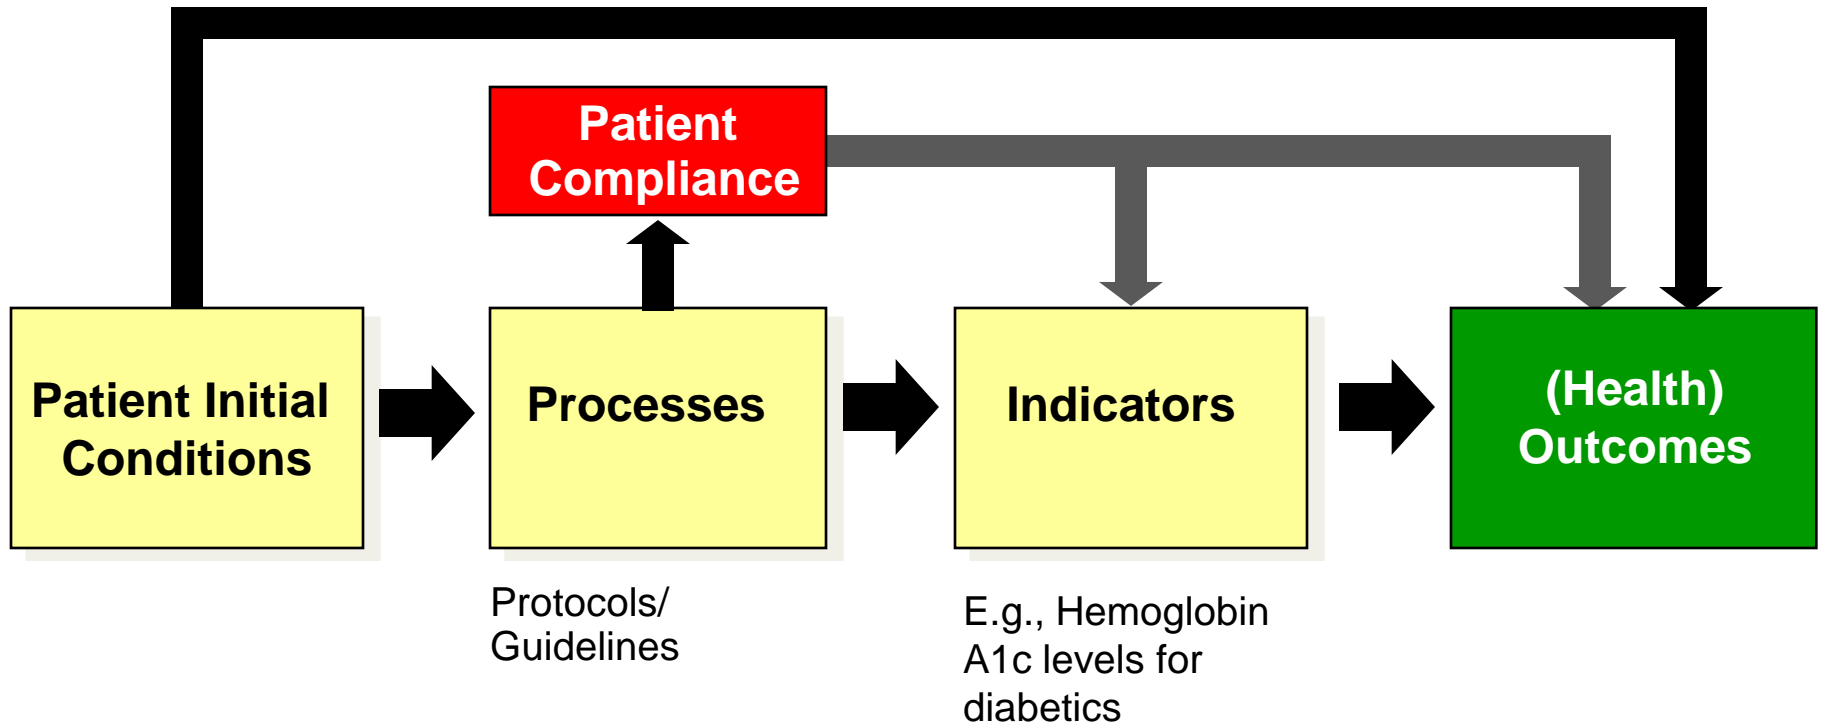 Patient
Compliance
Patient Initial
Conditions
Processes
Indicators
(Health)
Outcomes
Protocols/
Guidelines
E.g., Hemoglobin
A1c levels for
diabetics